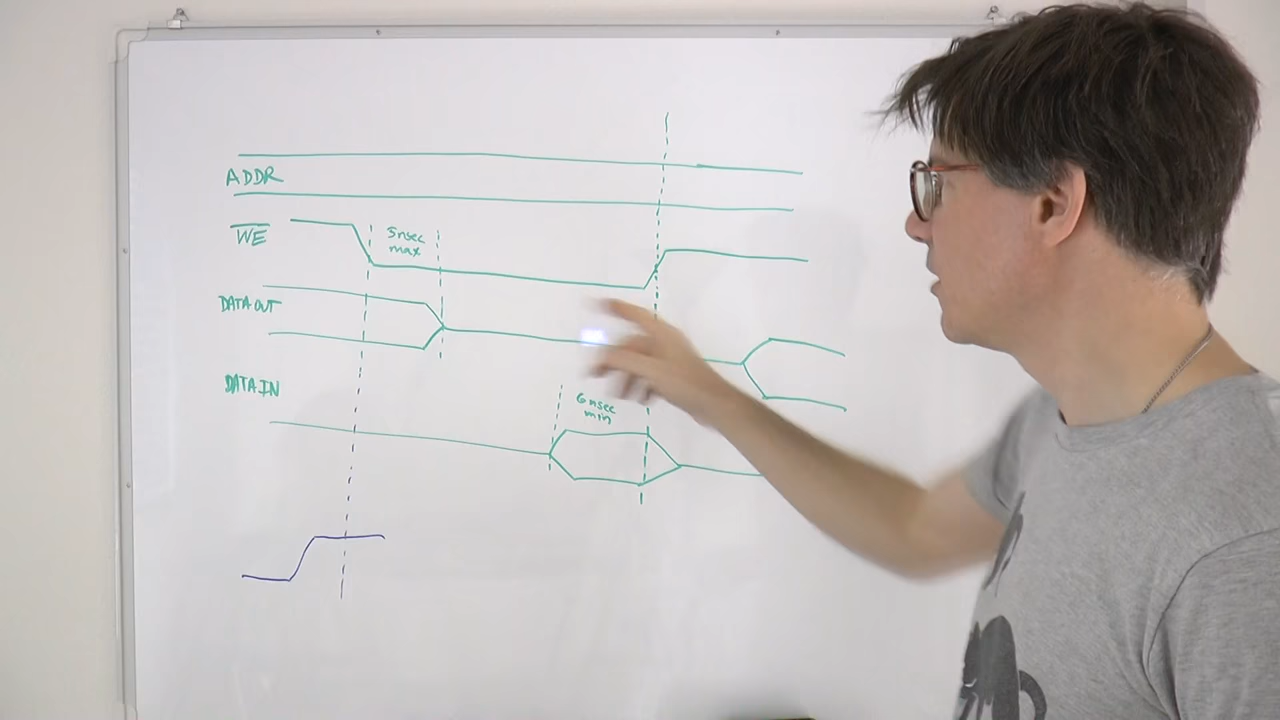 ADDR
WE
5nsec
max
DATA OUT
DATA IN
6nsec
min